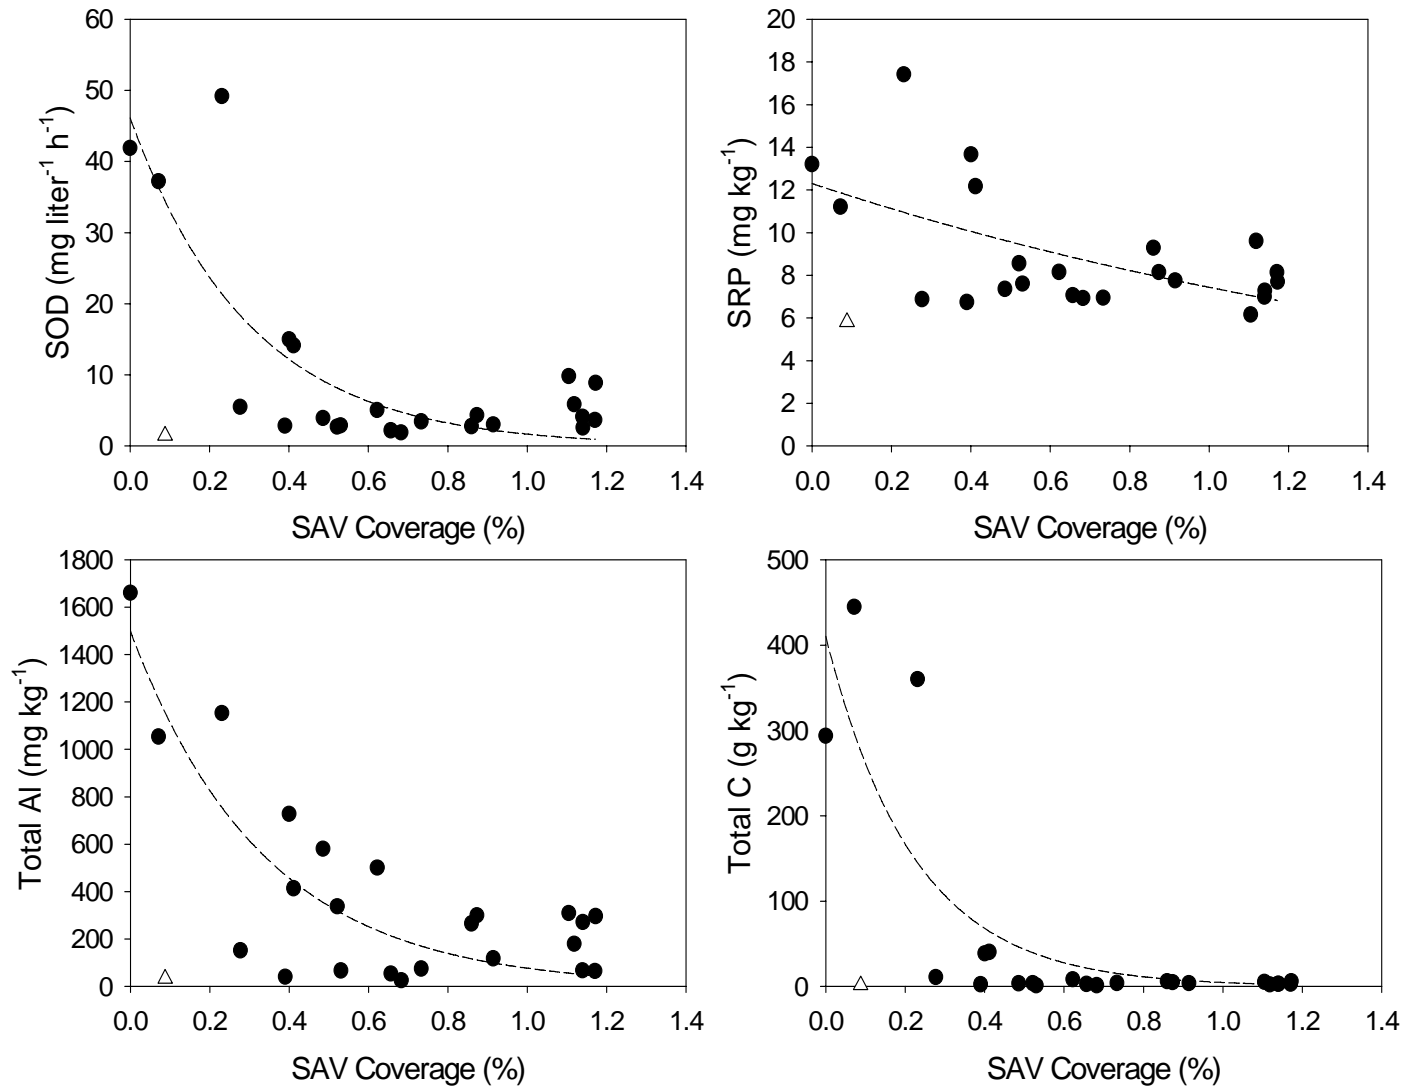 60
50
40
30
20
10
0
SOD (mg liter⁻¹ h⁻¹)
0.0 0.2 0.4 0.6 0.8 1.0 1.2 1.4
SAV Coverage (%)
20
18
16
14
12
10
8
6
4
2
0
SRP (mg kg⁻¹)
0.0 0.2 0.4 0.6 0.8 1.0 1.2 1.4
SAV Coverage (%)
1800
1600
1400
1200
1000
800
600
400
200
0
Total Al (mg kg⁻¹)
0.0 0.2 0.4 0.6 0.8 1.0 1.2 1.4
SAV Coverage (%)
500
400
300
200
100
0
Total C (g kg⁻¹)
0.0 0.2 0.4 0.6 0.8 1.0 1.2 1.4
SAV Coverage (%)